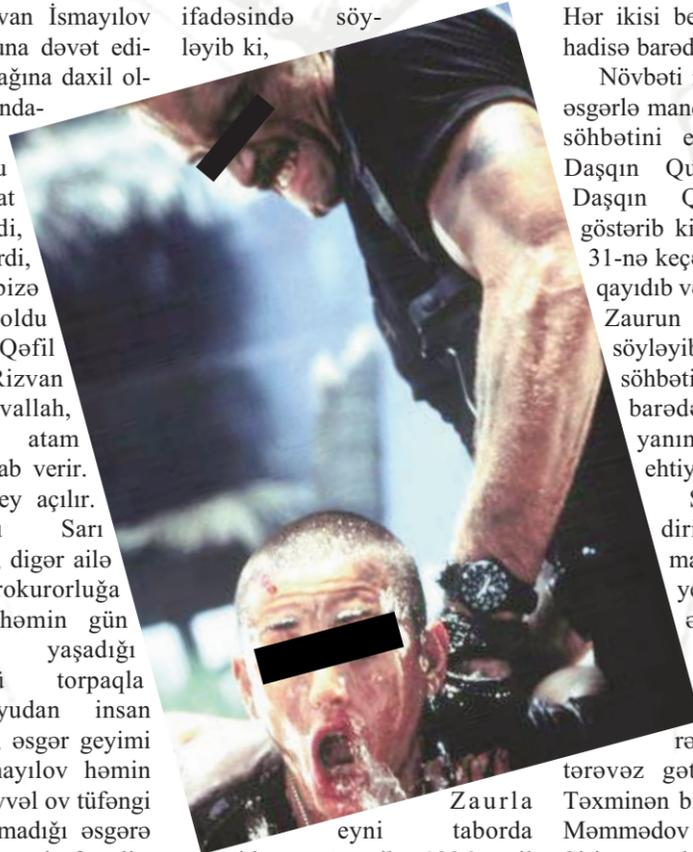 van İsmayılov
una dəvət edi-
ağına daxil ol-
nda-
u
at
di,
rdi,
bizə
oldu
Qəfil
Rizvan
vallah,
atam
ab verir.
ey açılır.
Sarı
digər ailə
rokurorluğa
həmin gün
yaşadığı
torpaqla
yudan insan
əsgər geyimi
mayılov həmin
vvəl ov tüfəngi
madığı əsgərə
ifadəsində söy-
ləyib ki,
Zaurla
eyni taborda
Hər ikisi be
hadisə barəd
Növbəti
əsgərlə man
söhbətini e
Daşqın Qu
Daşqın Q
göstərib ki
31-nə keçə
qayıdıb və
Zaurun
söyləyib
söhbəti
barədə
yanın
ehtiy
S
diri
ma
yo
ə
rə
tərəvəz gət
Təxminən b
Məmmədov